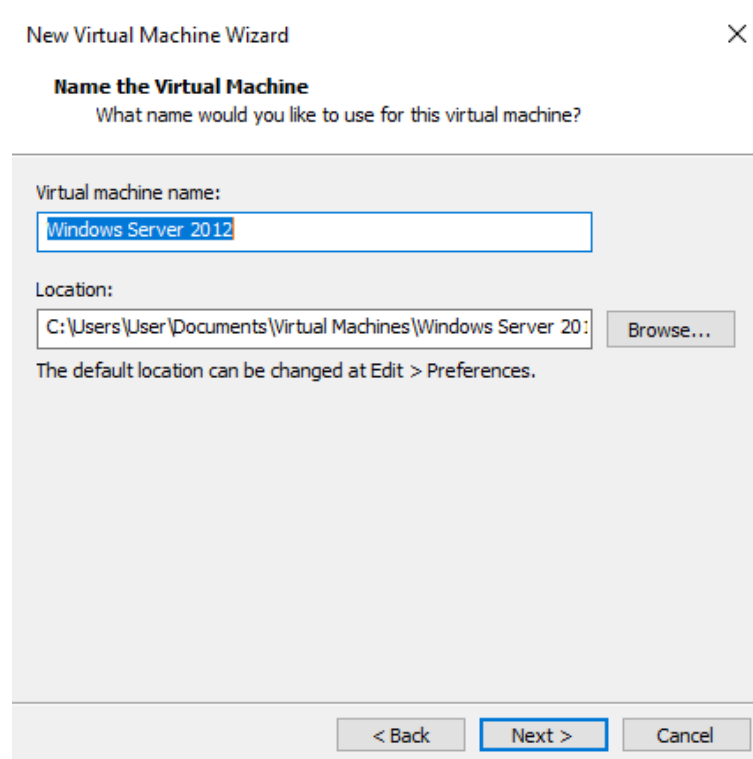 New Virtual Machine Wizard
Name the Virtual Machine
What name would you like to use for this virtual machine?
Virtual machine name:
Windows Server 2012
Location:
C:\Users\User\Documents\Virtual Machines\Windows Server 201
Browse...
The default location can be changed at Edit > Preferences.
< Back Next > Cancel